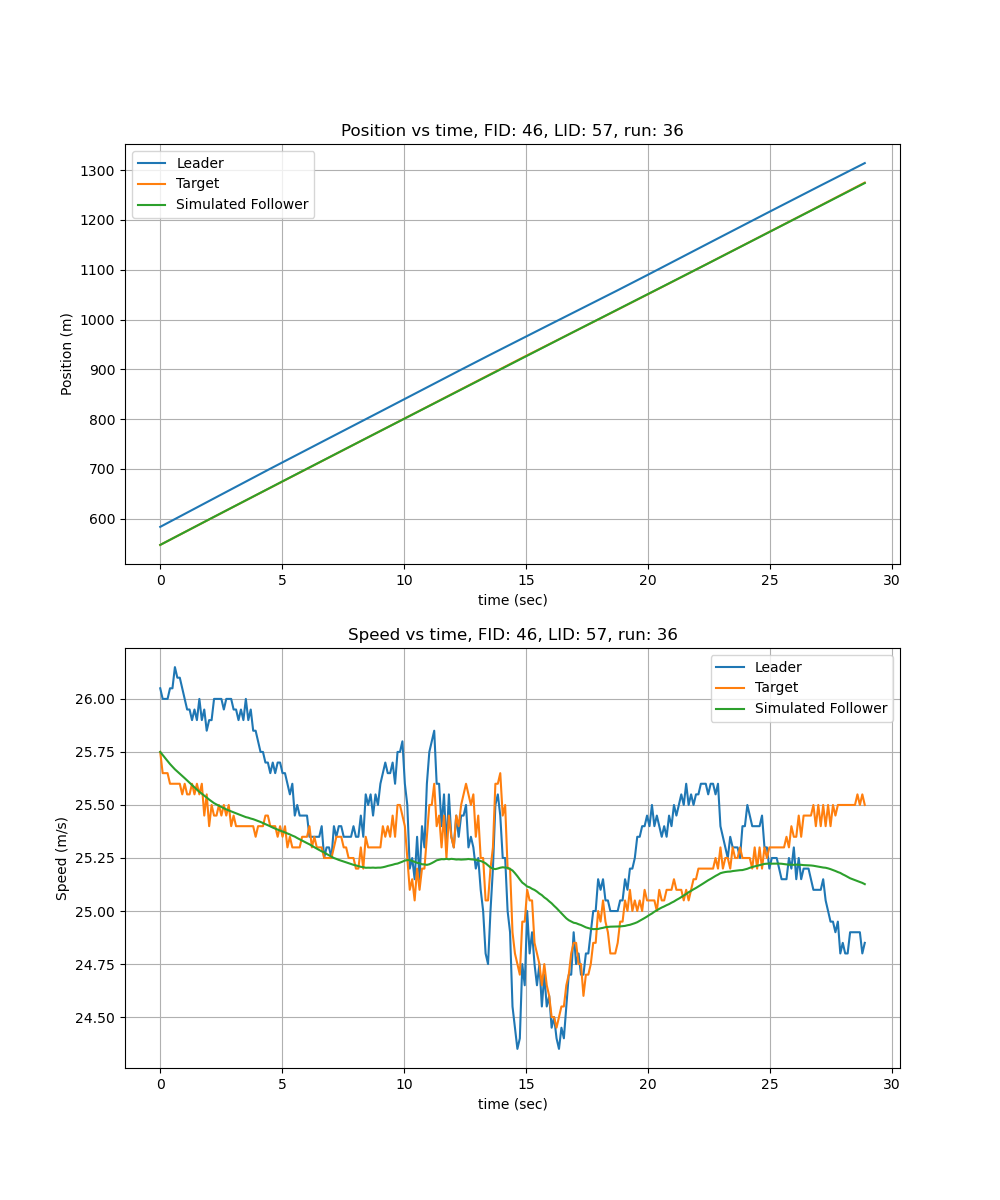 Position vs time, FID: 46, LID: 57, run: 36
Leader
Target
Simulated Follower
Position (m)
1300
1200
1100
1000
900
800
700
600
0 5 10 15 20 25 30
time (sec)
Speed vs time, FID: 46, LID: 57, run: 36
Leader
Target
Simulated Follower
Speed (m/s)
26.00
25.75
25.50
25.25
25.00
24.75
24.50
0 5 10 15 20 25 30
time (sec)